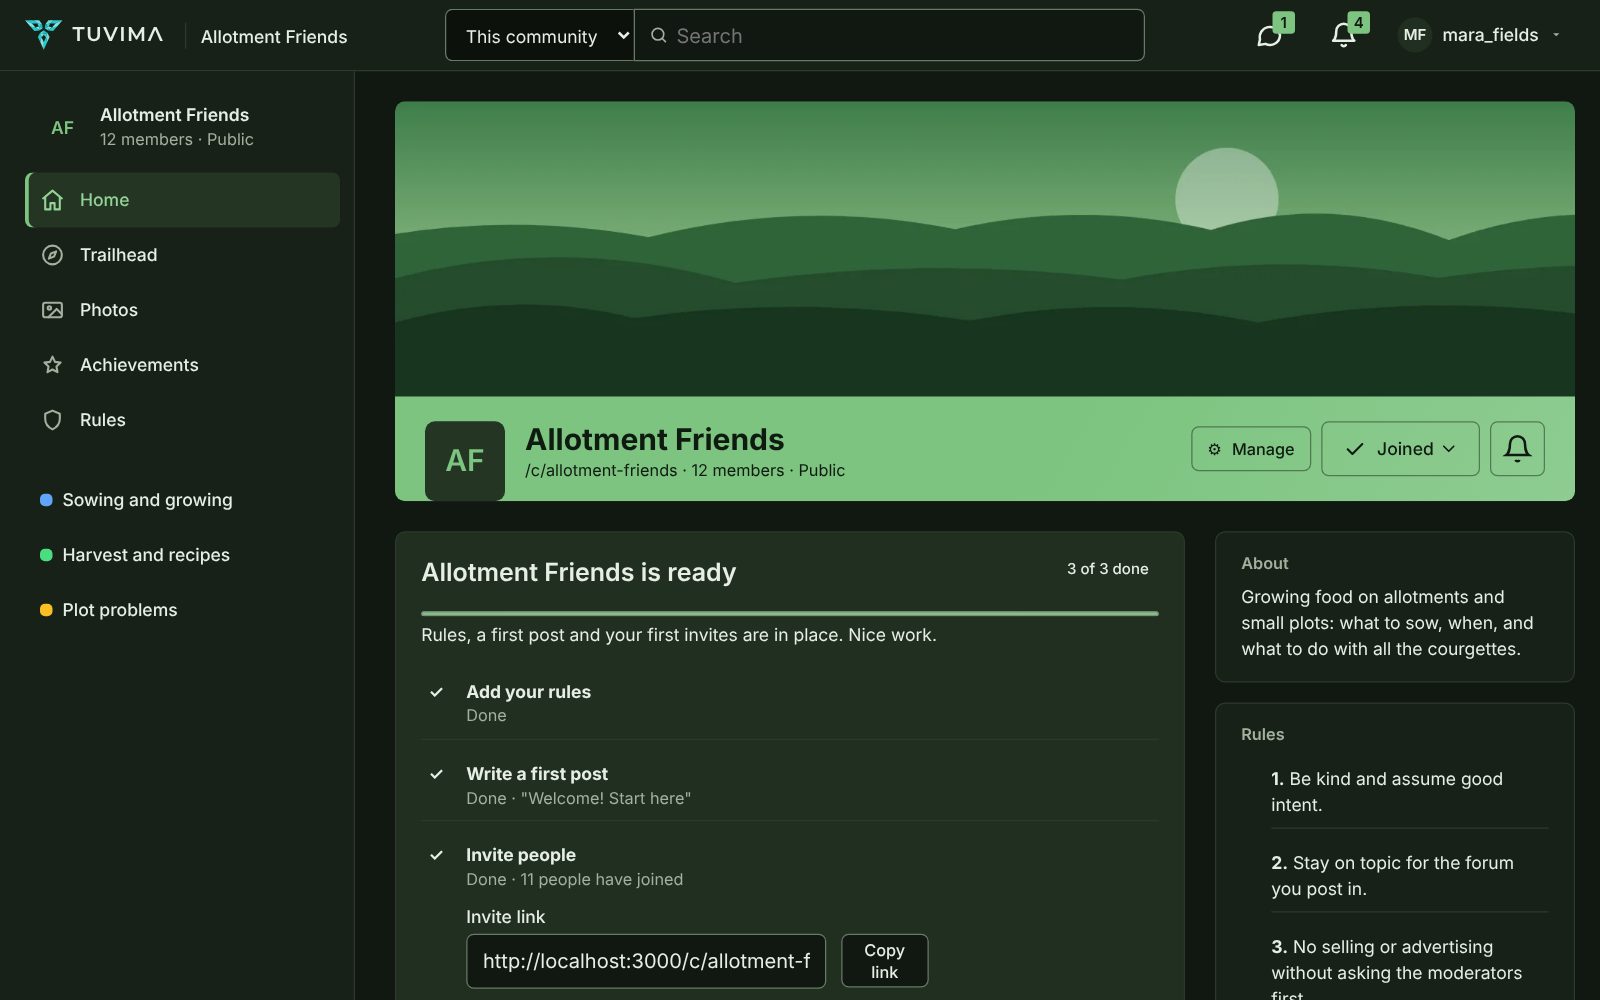 TUVIMA
Allotment Friends
This community
Search
1
4
MF
mara_fields
AF
Allotment Friends
12 members · Public
Home
Trailhead
Photos
Achievements
Rules
Sowing and growing
Harvest and recipes
Plot problems
AF
Allotment Friends
/c/allotment-friends · 12 members · Public
Manage
Joined
Allotment Friends is ready
3 of 3 done
Rules, a first post and your first invites are in place. Nice work.
Add your rules
Done
Write a first post
Done · "Welcome! Start here"
Invite people
Done · 11 people have joined
Invite link
http://localhost:3000/c/allotment-f
Copy
link
About
Growing food on allotments and
small plots: what to sow, when, and
what to do with all the courgettes.
Rules
1. Be kind and assume good
intent.
2. Stay on topic for the forum
you post in.
3. No selling or advertising
without asking the moderators
first.